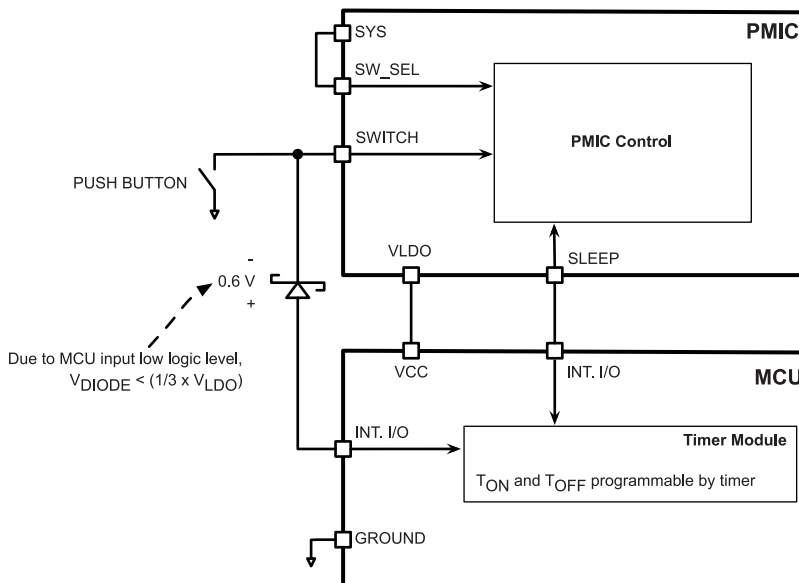 SYS
PMIC
SW_SEL
PMIC Control
SWITCH
PUSH BUTTON
VLDO
SLEEP
-
0.6 V
+
Due to MCU input low logic level,
VDIODE < (1/3 x VLDO)
VCC
INT. I/O
MCU
INT. I/O
Timer Module
TON and TOFF programmable by timer
GROUND